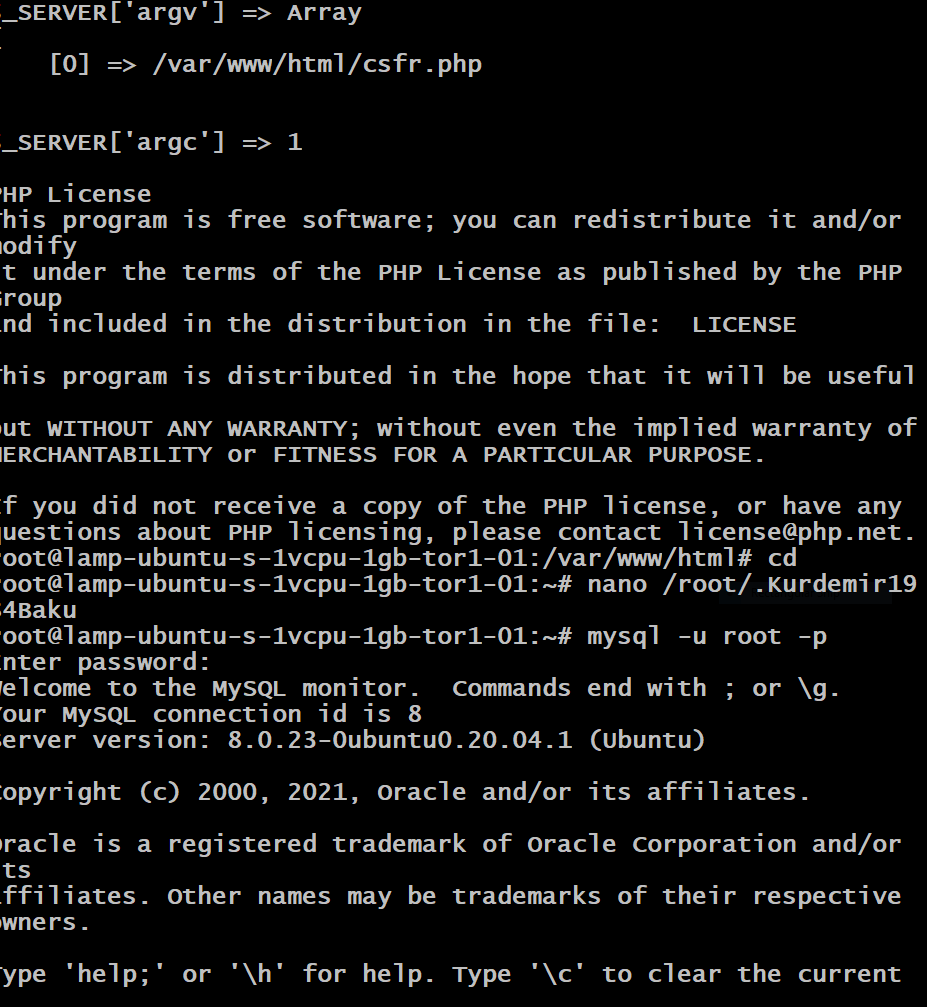 _SERVER['argv'] => Array
[0] => /var/www/html/csfr.php
_SERVER['argc'] => 1
PHP License
This program is free software; you can redistribute it and/or
modify
it under the terms of the PHP License as published by the PHP
Group
and included in the distribution in the file:  LICENSE
This program is distributed in the hope that it will be useful
but WITHOUT ANY WARRANTY; without even the implied warranty of
MERCHANTABILITY or FITNESS FOR A PARTICULAR PURPOSE.
If you did not receive a copy of the PHP license, or have any
questions about PHP licensing, please contact license@php.net.
root@lamp-ubuntu-s-1vcpu-1gb-tor1-01:/var/www/html# cd
root@lamp-ubuntu-s-1vcpu-1gb-tor1-01:~# nano /root/.Kurdemir19
4Baku
root@lamp-ubuntu-s-1vcpu-1gb-tor1-01:~# mysql -u root -p
Enter password:
Welcome to the MySQL monitor.  Commands end with ; or \g.
Your MySQL connection id is 8
Server version: 8.0.23-0ubuntu0.20.04.1 (Ubuntu)
Copyright (c) 2000, 2021, Oracle and/or its affiliates.
Oracle is a registered trademark of Oracle Corporation and/or
its
affiliates. Other names may be trademarks of their respective
owners.
Type 'help;' or '\h' for help. Type '\c' to clear the current